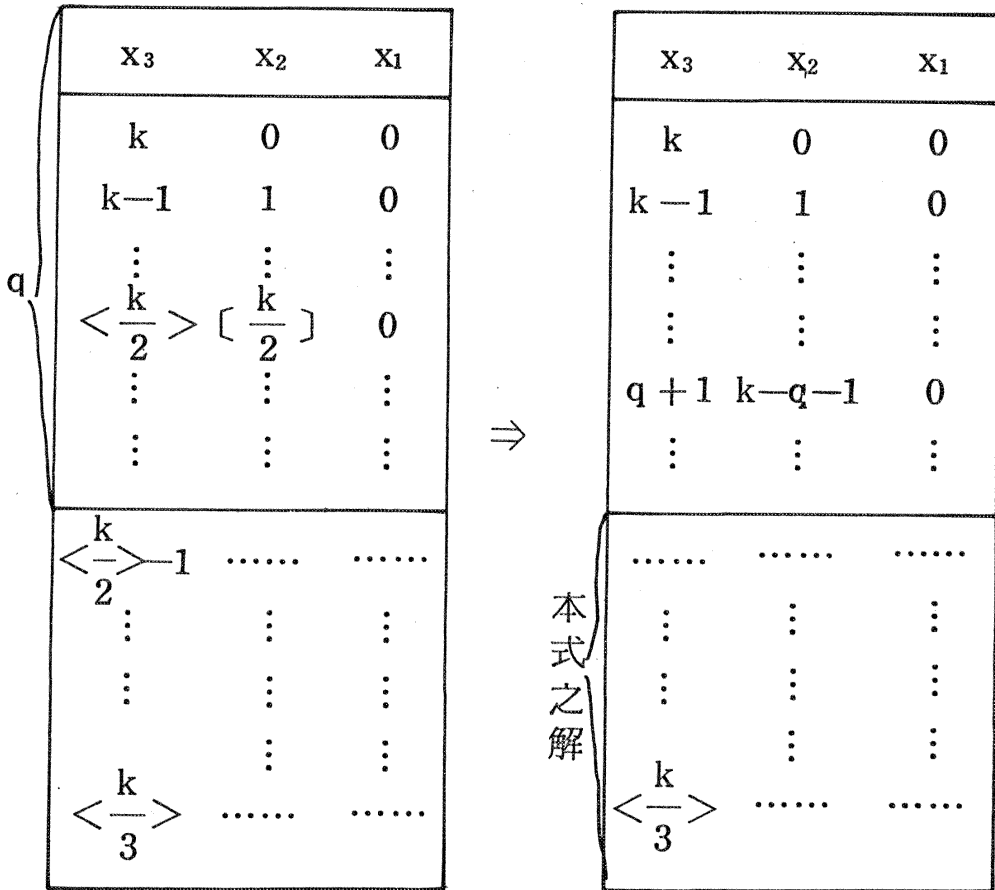 q
x₃ x₂ x₁
k 0 0
k−1 1 0
⋮ ⋮ ⋮
<k/2> 〔k/2〕 0
⋮ ⋮ ⋮
⋮ ⋮ ⋮
<k/2>−1 …… ……
⋮ ⋮ ⋮
⋮ ⋮ ⋮
⋮ ⋮
<k/3> …… ……
⇒
x₃ x₂ x₁
k 0 0
k−1 1 0
⋮ ⋮ ⋮
⋮ ⋮ ⋮
q+1 k−q−1 0
⋮ ⋮ ⋮
本式之解
…… …… ……
⋮ ⋮ ⋮
⋮ ⋮ ⋮
⋮ ⋮
<k/3> …… ……